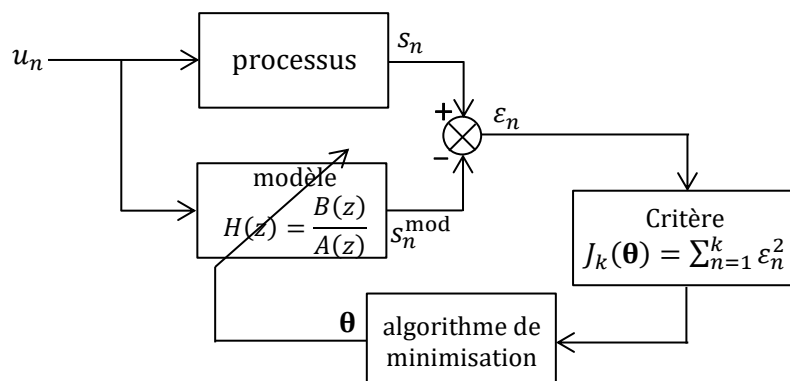 u_n
processus
s_n
+
ε_n
−
modèle
H(z) = B(z)/A(z)
s_n^mod
Critère
J_k(θ) = ∑_{n=1}^{k} ε_n^2
θ
algorithme de
minimisation